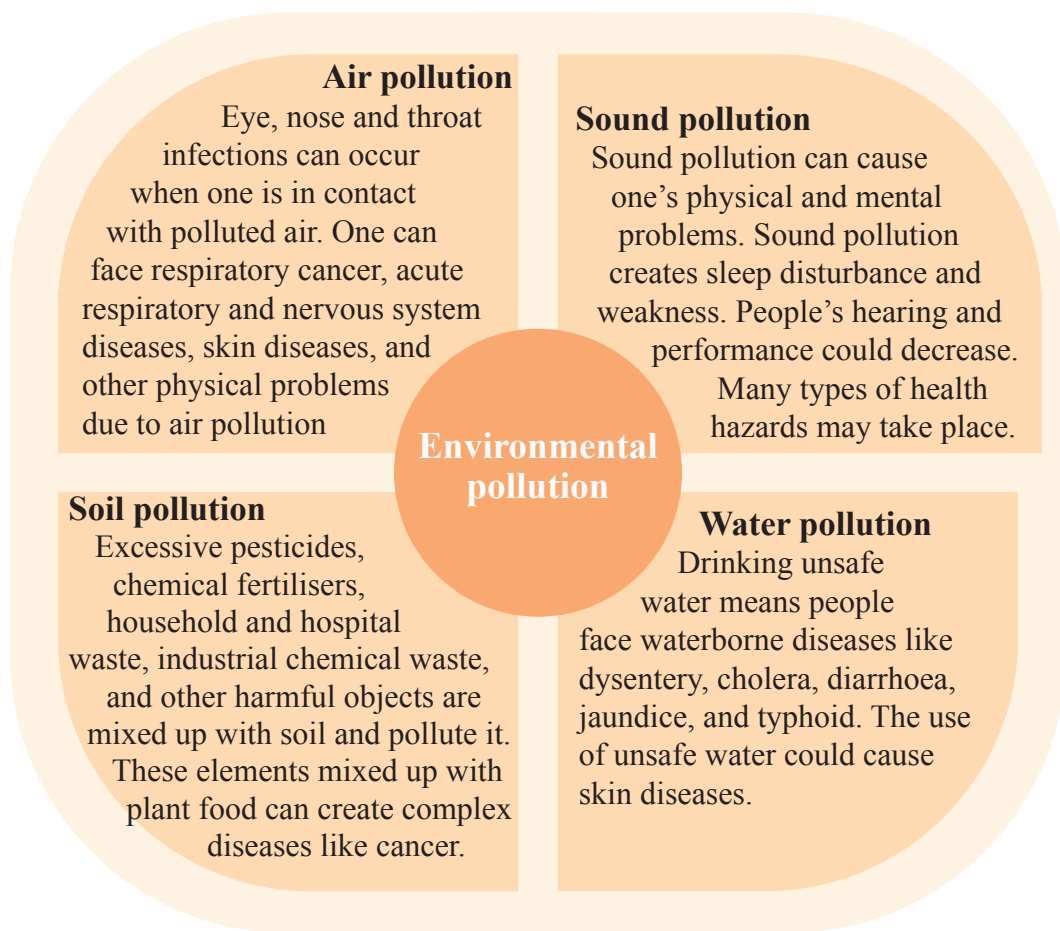 Air pollution
Eye, nose and throat
infections can occur
when one is in contact
with polluted air. One can
face respiratory cancer, acute
respiratory and nervous system
diseases, skin diseases, and
other physical problems
due to air pollution
Sound pollution
Sound pollution can cause
one’s physical and mental
problems. Sound pollution
creates sleep disturbance and
weakness. People’s hearing and
performance could decrease.
Many types of health
hazards may take place.
Environmental
pollution
Soil pollution
Excessive pesticides,
chemical fertilisers,
household and hospital
waste, industrial chemical waste,
and other harmful objects are
mixed up with soil and pollute it.
These elements mixed up with
plant food can create complex
diseases like cancer.
Water pollution
Drinking unsafe
water means people
face waterborne diseases like
dysentery, cholera, diarrhoea,
jaundice, and typhoid. The use
of unsafe water could cause
skin diseases.